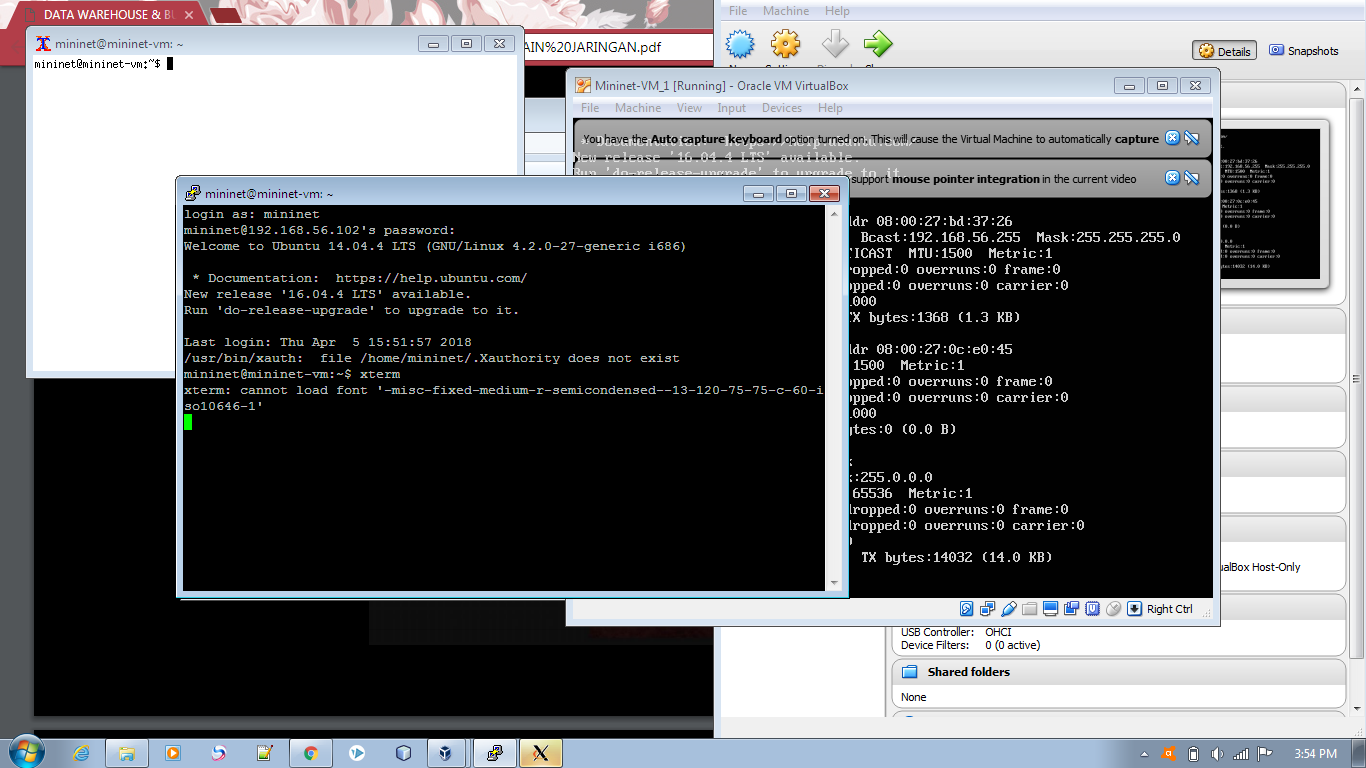 DATA WAREHOUSE & BU
AIN%20JARINGAN.pdf
mininet@mininet-vm: ~
mininet@mininet-vm:~$
File Machine Help
Details
Snapshots
Mininet-VM_1 [Running] - Oracle VM VirtualBox
File Machine View Input Devices Help
You have the Auto capture keyboard option turned on. This will cause the Virtual Machine to automatically capture
New release '16.04.4 LTS' available.
Run 'do-release-upgrade' to upgrade to it.
support mouse pointer integration in the current video
ddr 08:00:27:bd:37:26
Bcast:192.168.56.255 Mask:255.255.255.0
TICAST MTU:1500 Metric:1
ropped:0 overruns:0 frame:0
pped:0 overruns:0 carrier:0
1000
TX bytes:1368 (1.3 KB)
ddr 08:00:27:0c:e0:45
1500 Metric:1
ropped:0 overruns:0 frame:0
pped:0 overruns:0 carrier:0
1000
ytes:0 (0.0 B)
:255.0.0.0
65536 Metric:1
dropped:0 overruns:0 frame:0
ropped:0 overruns:0 carrier:0
TX bytes:14032 (14.0 KB)
Right Ctrl
mininet@mininet-vm: ~
login as: mininet
mininet@192.168.56.102's password:
Welcome to Ubuntu 14.04.4 LTS (GNU/Linux 4.2.0-27-generic i686)
* Documentation: https://help.ubuntu.com/
New release '16.04.4 LTS' available.
Run 'do-release-upgrade' to upgrade to it.
Last login: Thu Apr 5 15:51:57 2018
/usr/bin/xauth: file /home/mininet/.Xauthority does not exist
mininet@mininet-vm:~$ xterm
xterm: cannot load font '-misc-fixed-medium-r-semicondensed--13-120-75-75-c-60-i
so10646-1'
ualBox Host-Only
USB Controller: OHCI
Device Filters: 0 (0 active)
Shared folders
None
3:54 PM